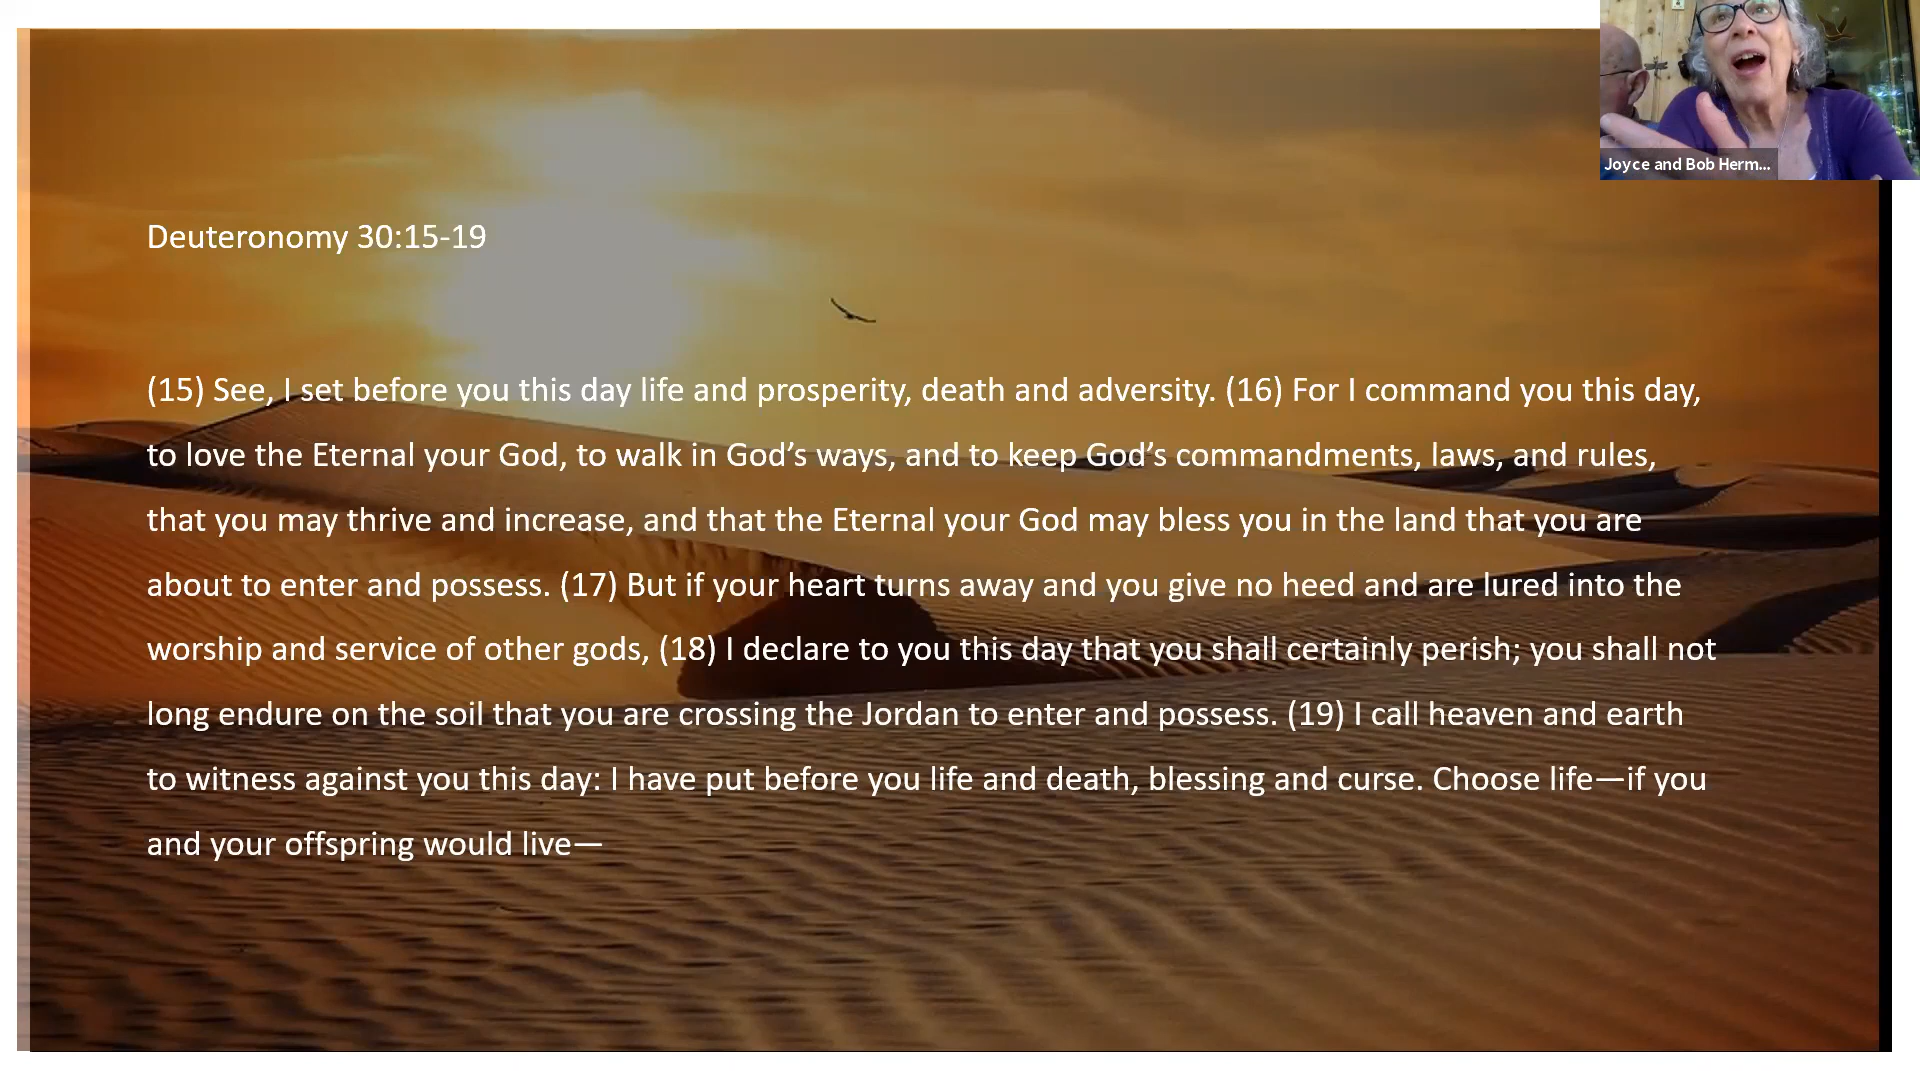 Joyce and Bob Herm...
Deuteronomy 30:15-19
(15) See, I set before you this day life and prosperity, death and adversity. (16) For I command you this day,
to love the Eternal your God, to walk in God’s ways, and to keep God’s commandments, laws, and rules,
that you may thrive and increase, and that the Eternal your God may bless you in the land that you are
about to enter and possess. (17) But if your heart turns away and you give no heed and are lured into the
worship and service of other gods, (18) I declare to you this day that you shall certainly perish; you shall not
long endure on the soil that you are crossing the Jordan to enter and possess. (19) I call heaven and earth
to witness against you this day: I have put before you life and death, blessing and curse. Choose life—if you
and your offspring would live—